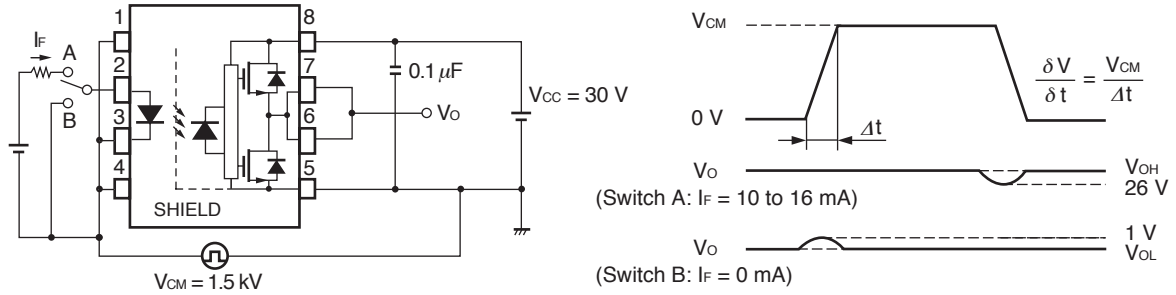 1
2
3
4
8
7
6
5
IF
A
B
SHIELD
0.1 μF
VO
VCC = 30 V
VCM = 1.5 kV
VCM
0 V
Δt
δV
δt
=
VCM
Δt
VO
(Switch A: IF = 10 to 16 mA)
VOH
26 V
VO
(Switch B: IF = 0 mA)
1 V
VOL